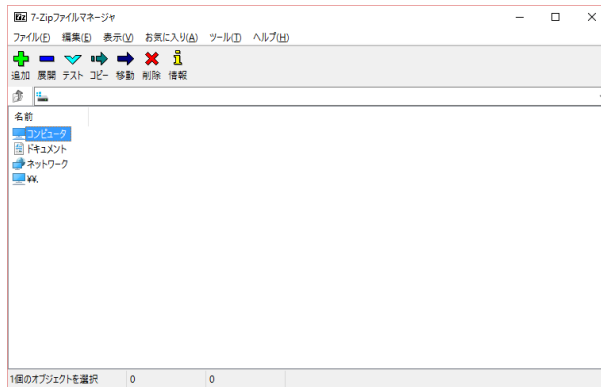 7z 7-Zipファイルマネージャ
ファイル(F) 編集(E) 表示(V) お気に入り(A) ツール(T) ヘルプ(H)
追加 展開 テスト コピー 移動 削除 情報
名前
コンピュータ
ドキュメント
ネットワーク
¥¥.
1個のオブジェクトを選択 0 0